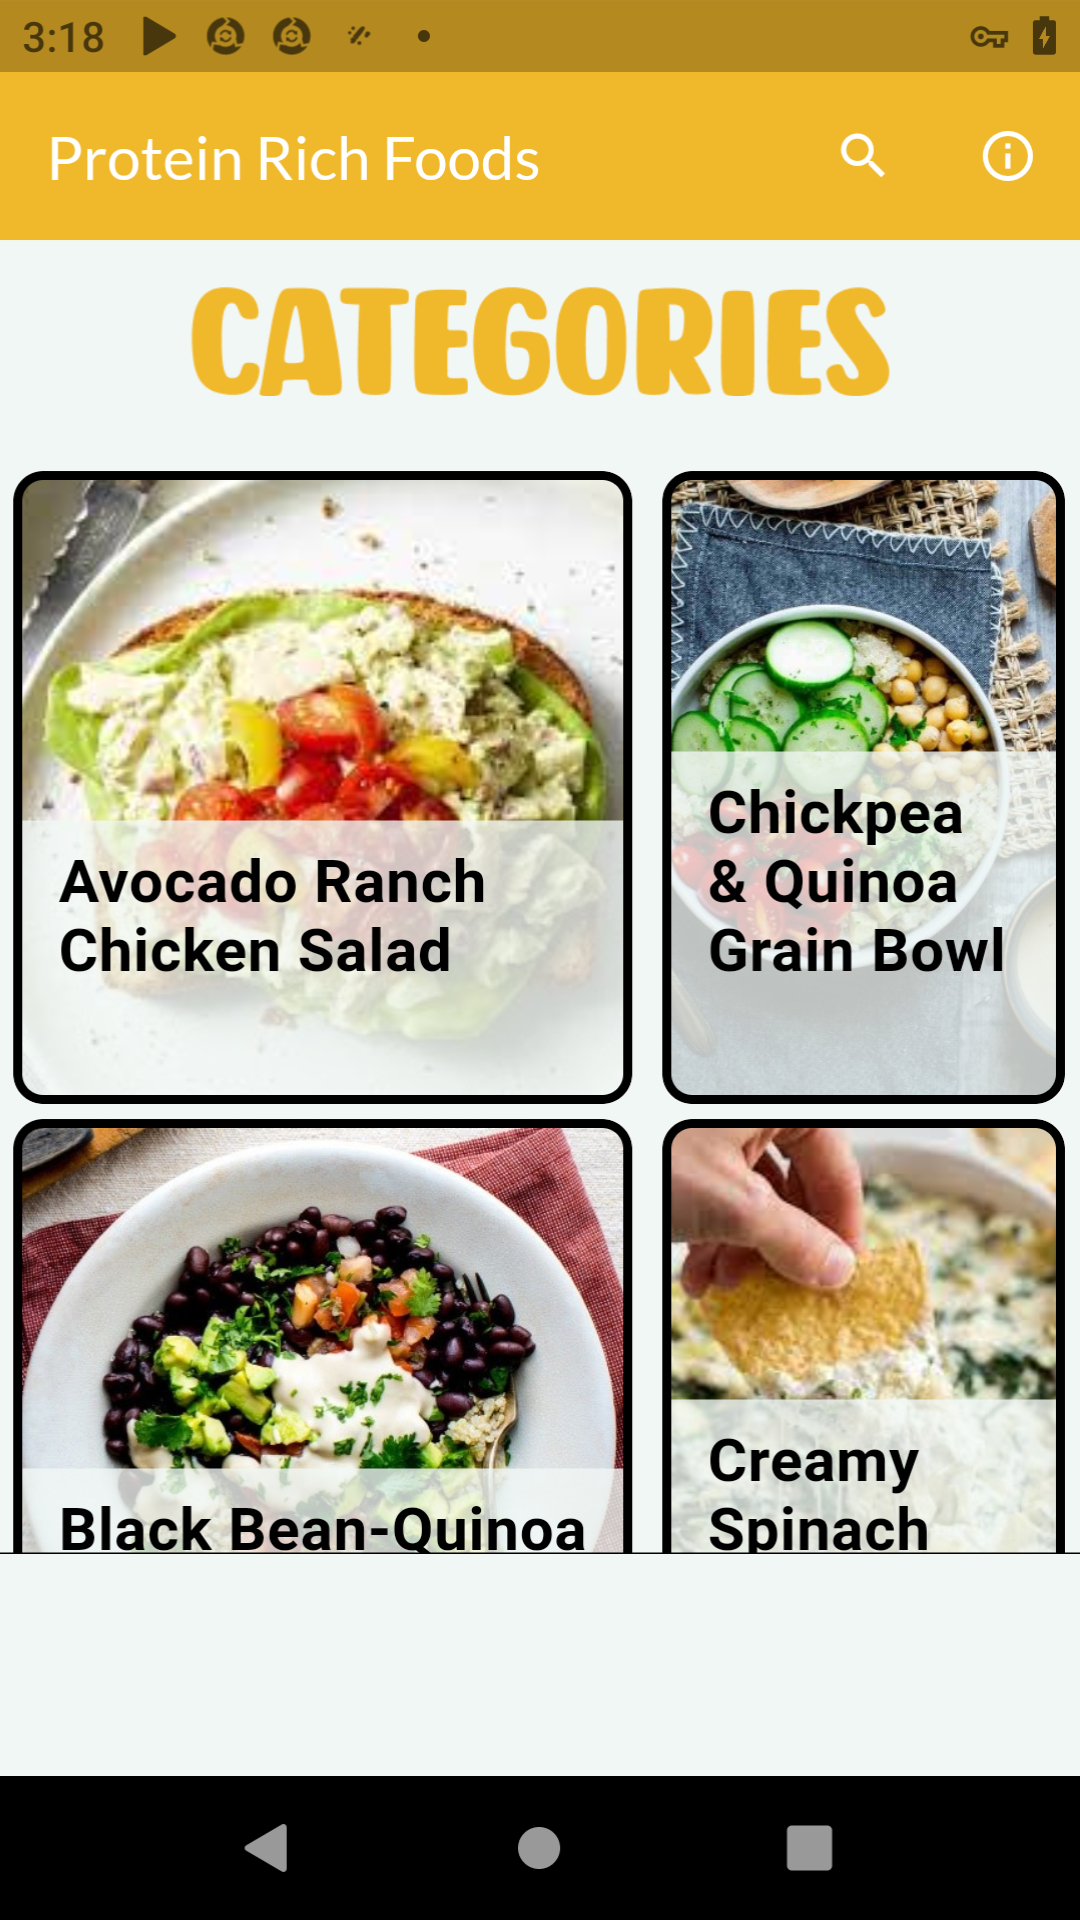 3:18
Protein Rich Foods
CATEGORIES
Avocado Ranch
Chicken Salad
Chickpea
& Quinoa
Grain Bowl
Black Bean-Quinoa
Creamy
Spinach